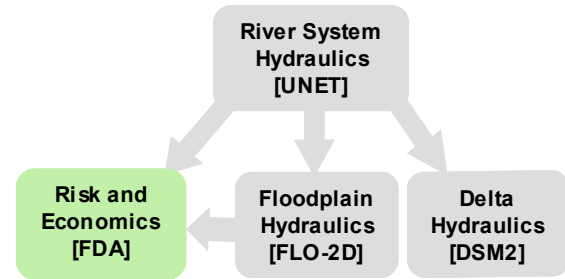 River System
Hydraulics
[UNET]
Risk and
Economics
[FDA]
Floodplain
Hydraulics
[FLO-2D]
Delta
Hydraulics
[DSM2]